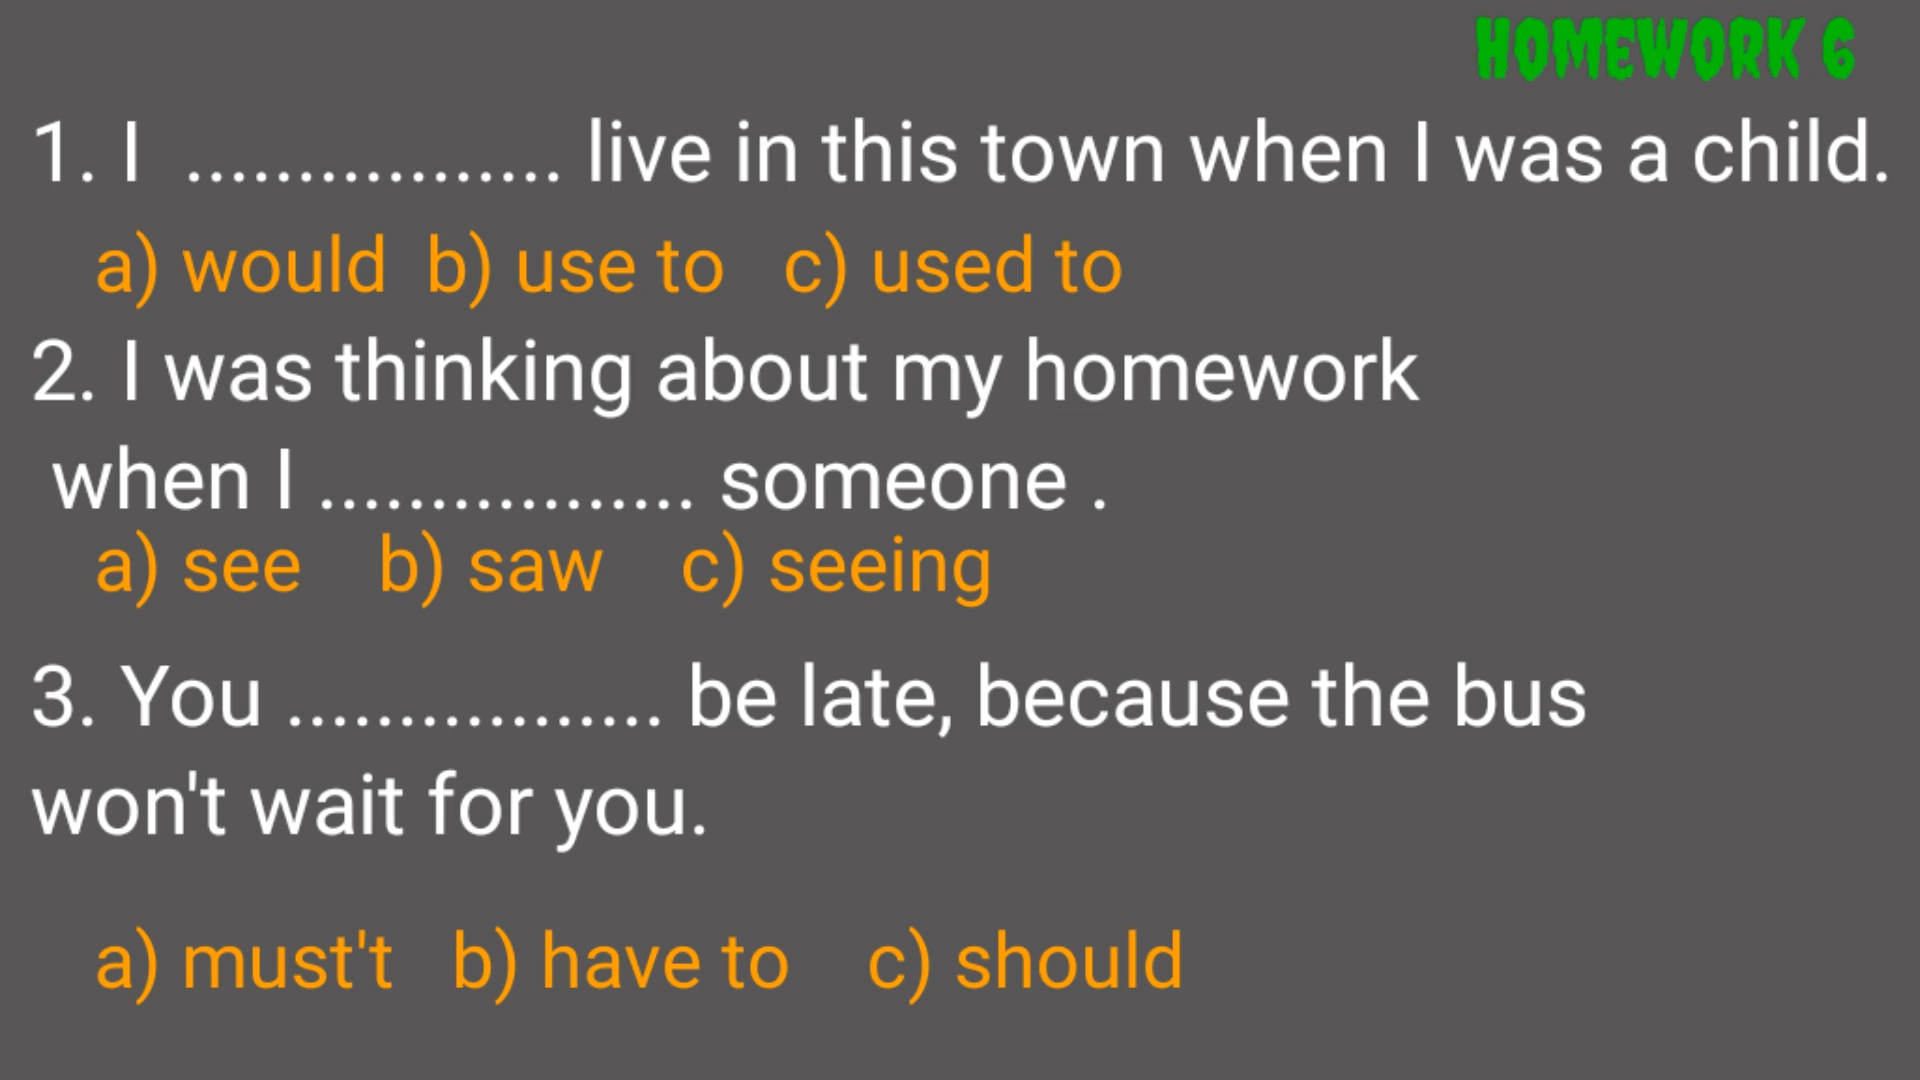 HOMEWORK 6
1. I ................. live in this town when I was a child.
a) would b) use to c) used to
2. I was thinking about my homework
when I ................. someone .
a) see b) saw c) seeing
3. You ................. be late, because the bus
won't wait for you.
a) must't b) have to c) should